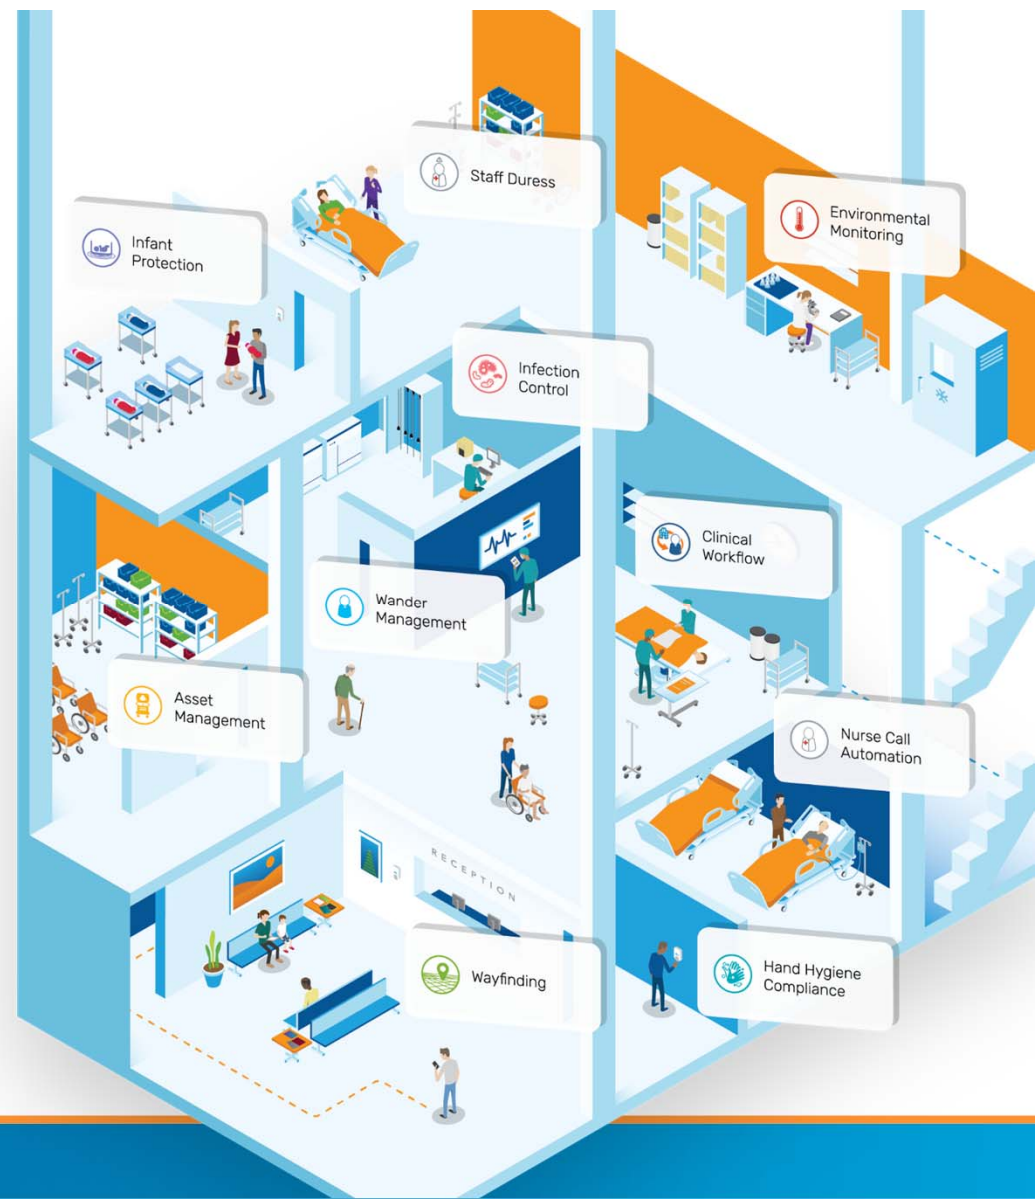 Staff Duress
Environmental
Monitoring
Infant
Protection
Infection
Control
Clinical
Workflow
Wander
Management
Asset
Management
Nurse Call
Automation
RECEPTION
Wayfinding
Hand Hygiene
Compliance